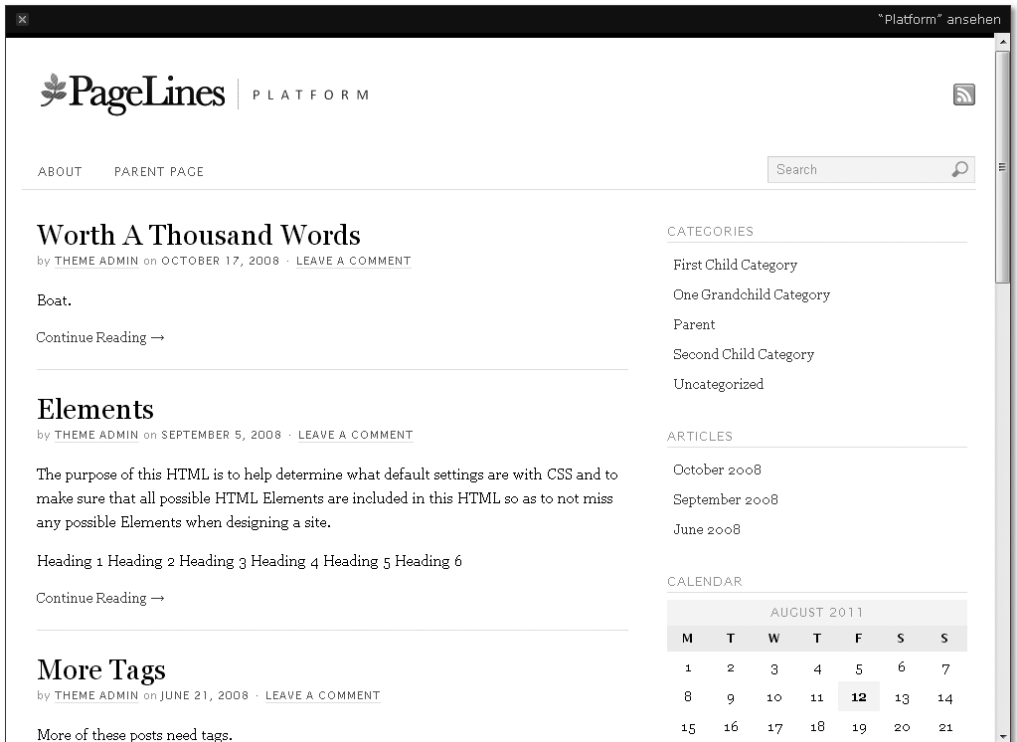 "Platform" ansehen
PageLines PLATFORM
ABOUT PARENT PAGE
Search
Worth A Thousand Words
by THEME ADMIN on OCTOBER 17, 2008 · LEAVE A COMMENT
Boat.
Continue Reading →
Elements
by THEME ADMIN on SEPTEMBER 5, 2008 · LEAVE A COMMENT
The purpose of this HTML is to help determine what default settings are with CSS and to
make sure that all possible HTML Elements are included in this HTML so as to not miss
any possible Elements when designing a site.
Heading 1 Heading 2 Heading 3 Heading 4 Heading 5 Heading 6
Continue Reading →
More Tags
by THEME ADMIN on JUNE 21, 2008 · LEAVE A COMMENT
More of these posts need tags.
CATEGORIES
First Child Category
One Grandchild Category
Parent
Second Child Category
Uncategorized
ARTICLES
October 2008
September 2008
June 2008
CALENDAR
AUGUST 2011
M T W T F S S
1 2 3 4 5 6 7
8 9 10 11 12 13 14
15 16 17 18 19 20 21